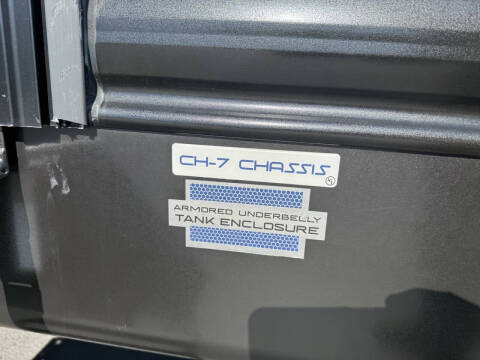 CH-7 CHASSIS
ARMORED UNDERBELLY
TANK ENCLOSURE